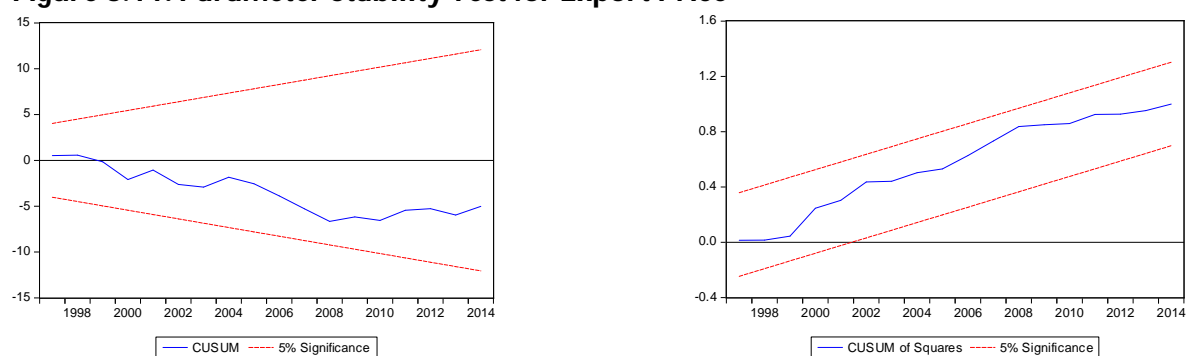 Parameter Stability Test for Export Price
15
10
5
0
-5
-10
-15
1998 2000 2002 2004 2006 2008 2010 2012 2014
CUSUM 5% Significance
1.6
1.2
0.8
0.4
0.0
-0.4
1998 2000 2002 2004 2006 2008 2010 2012 2014
CUSUM of Squares 5% Significance